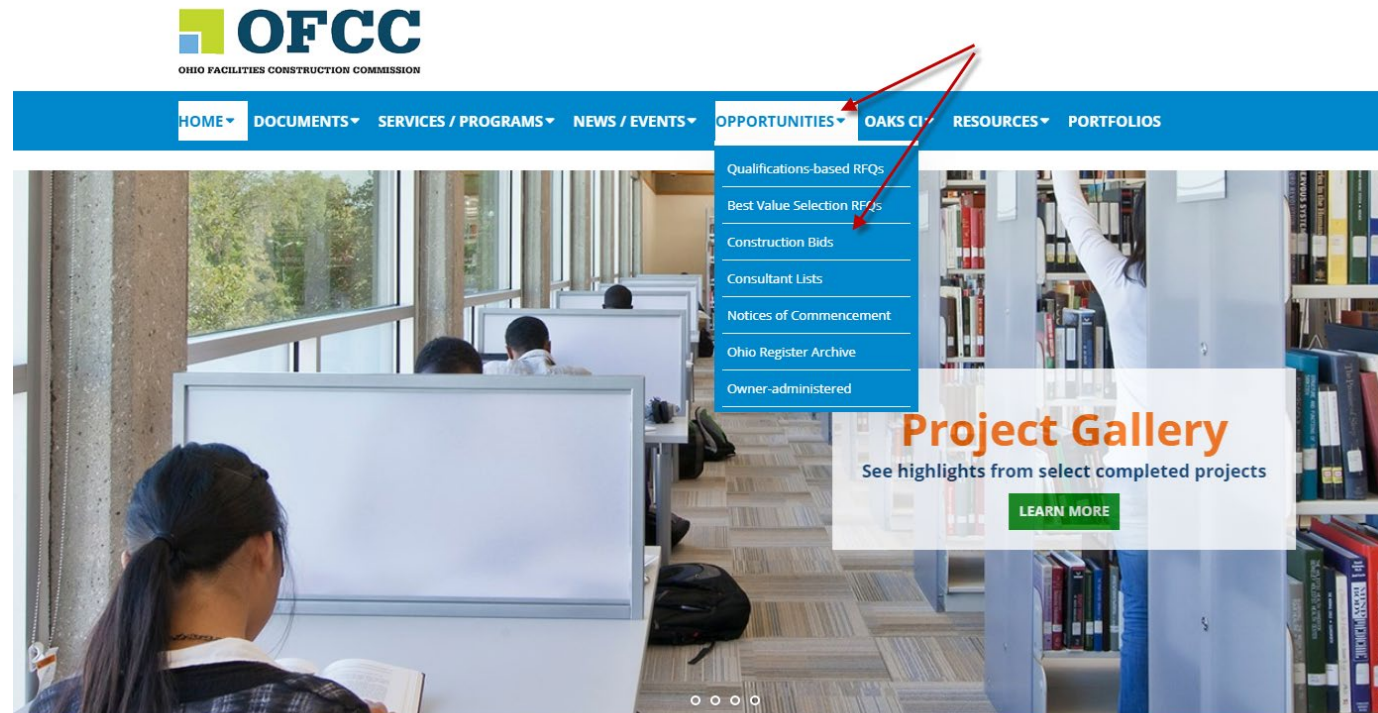 OFCC
OHIO FACILITIES CONSTRUCTION COMMISSION
HOME DOCUMENTS SERVICES / PROGRAMS NEWS / EVENTS OPPORTUNITIES OAKS CI RESOURCES PORTFOLIOS
Qualifications-based RFQs
Best Value Selection RFQs
Construction Bids
Consultant Lists
Notices of Commencement
Ohio Register Archive
Owner-administered
Project Gallery
See highlights from select completed projects
LEARN MORE